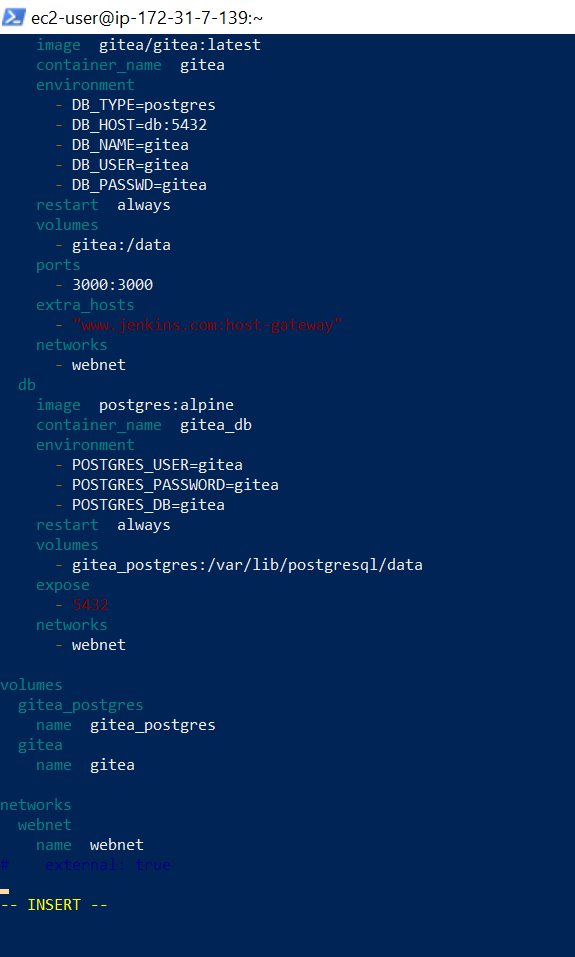 ec2-user@ip-172-31-7-139:~
image  gitea/gitea:latest
container_name  gitea
environment
- DB_TYPE=postgres
- DB_HOST=db:5432
- DB_NAME=gitea
- DB_USER=gitea
- DB_PASSWD=gitea
restart  always
volumes
- gitea:/data
ports
- 3000:3000
extra_hosts
- "www.jenkins.com:host-gateway"
networks
- webnet
db
image  postgres:alpine
container_name  gitea_db
environment
- POSTGRES_USER=gitea
- POSTGRES_PASSWORD=gitea
- POSTGRES_DB=gitea
restart  always
volumes
- gitea_postgres:/var/lib/postgresql/data
expose
- 5432
networks
- webnet
volumes
gitea_postgres
name  gitea_postgres
gitea
name  gitea
networks
webnet
name  webnet
#    external: true
-- INSERT --